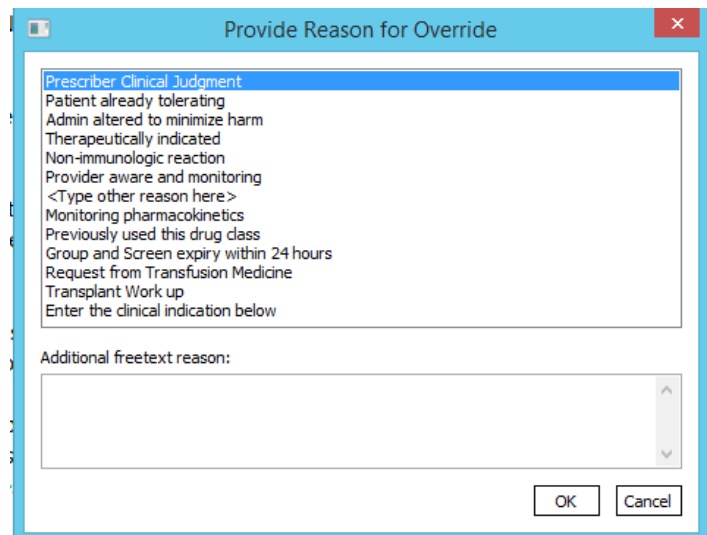 Provide Reason for Override
Prescriber Clinical Judgment
Patient already tolerating
Admin altered to minimize harm
Therapeutically indicated
Non-immunologic reaction
Provider aware and monitoring
<Type other reason here>
Monitoring pharmacokinetics
Previously used this drug class
Group and Screen expiry within 24 hours
Request from Transfusion Medicine
Transplant Work up
Enter the clinical indication below
Additional freetext reason:
OK Cancel